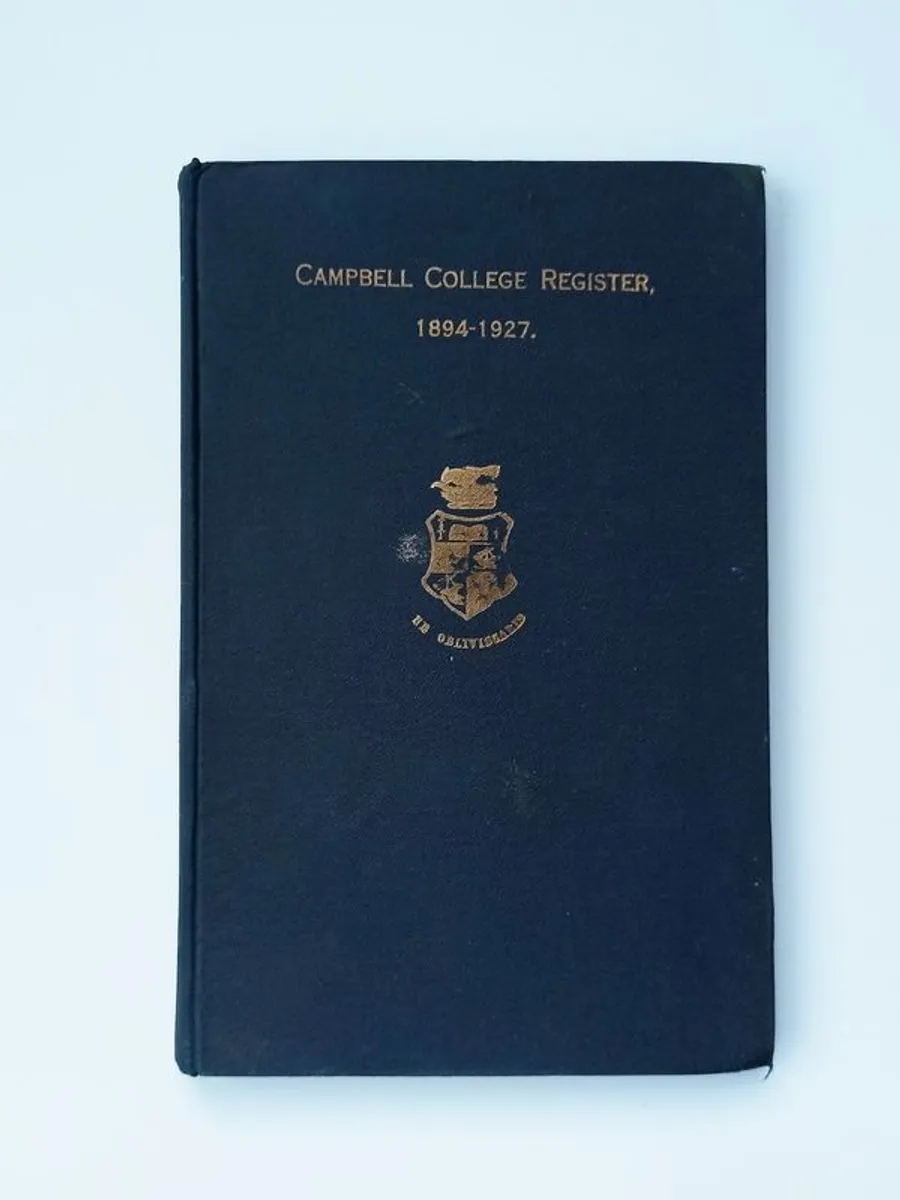 CAMPBELL COLLEGE REGISTER,
1894-1927.
NE OBLIVISCARIS